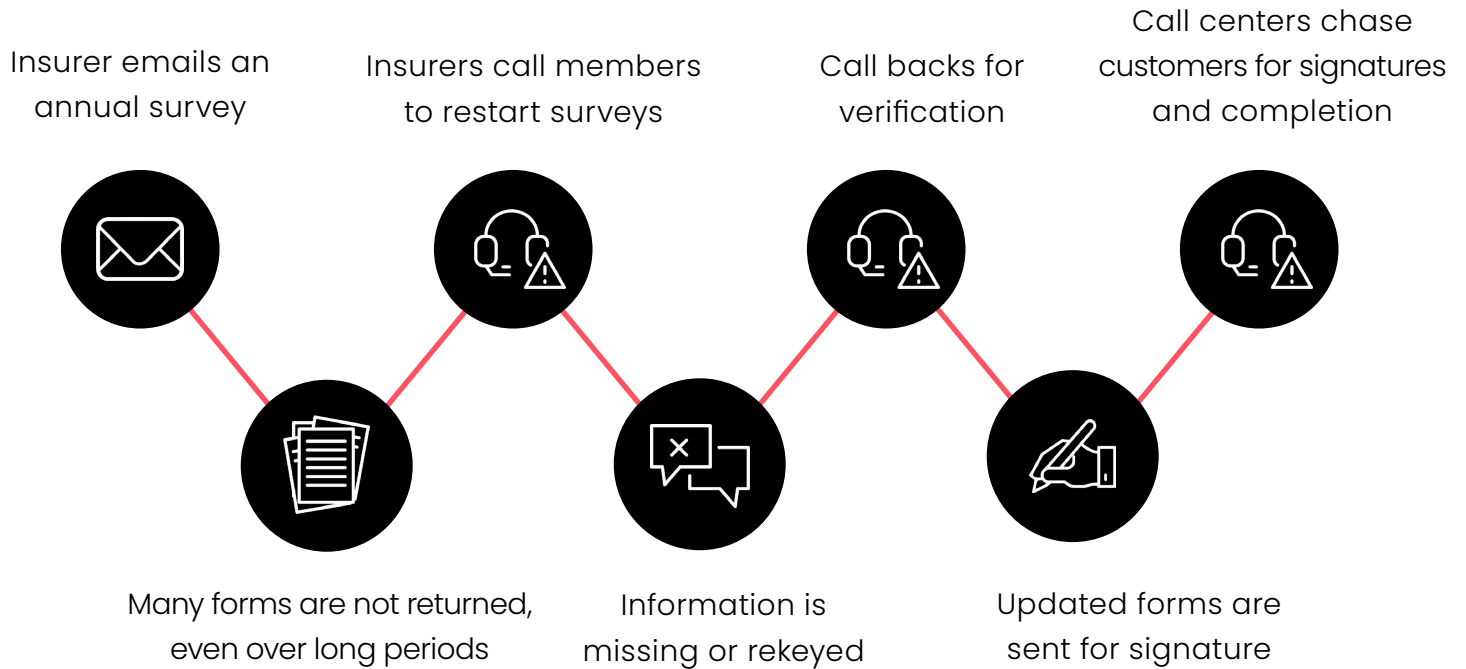 Insurer emails an
annual survey
Many forms are not returned,
even over long periods
Insurers call members
to restart surveys
Information is
missing or rekeyed
Call backs for
verification
Updated forms are
sent for signature
Call centers chase
customers for signatures
and completion